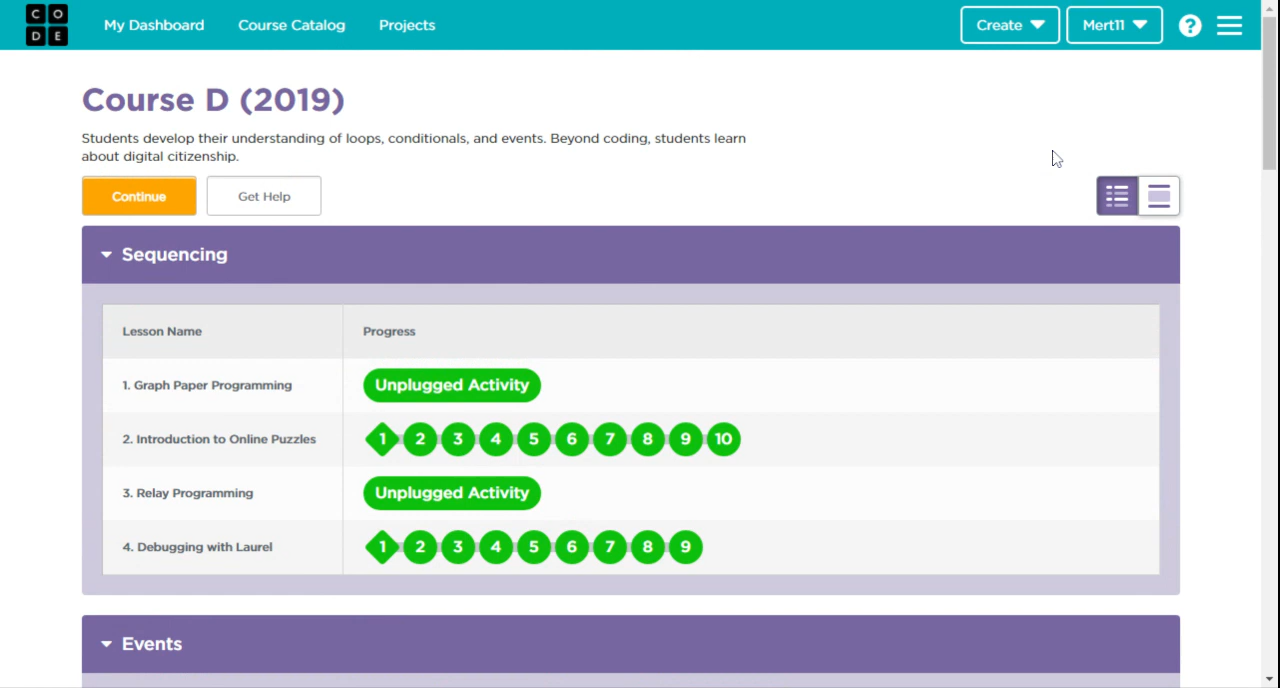 C O
D E
My Dashboard
Course Catalog
Projects
Create
Mert11
?
Course D (2019)
Students develop their understanding of loops, conditionals, and events. Beyond coding, students learn
about digital citizenship.
Continue
Get Help
Sequencing
Lesson Name
Progress
1. Graph Paper Programming
Unplugged Activity
2. Introduction to Online Puzzles
1 2 3 4 5 6 7 8 9 10
3. Relay Programming
Unplugged Activity
4. Debugging with Laurel
1 2 3 4 5 6 7 8 9
Events